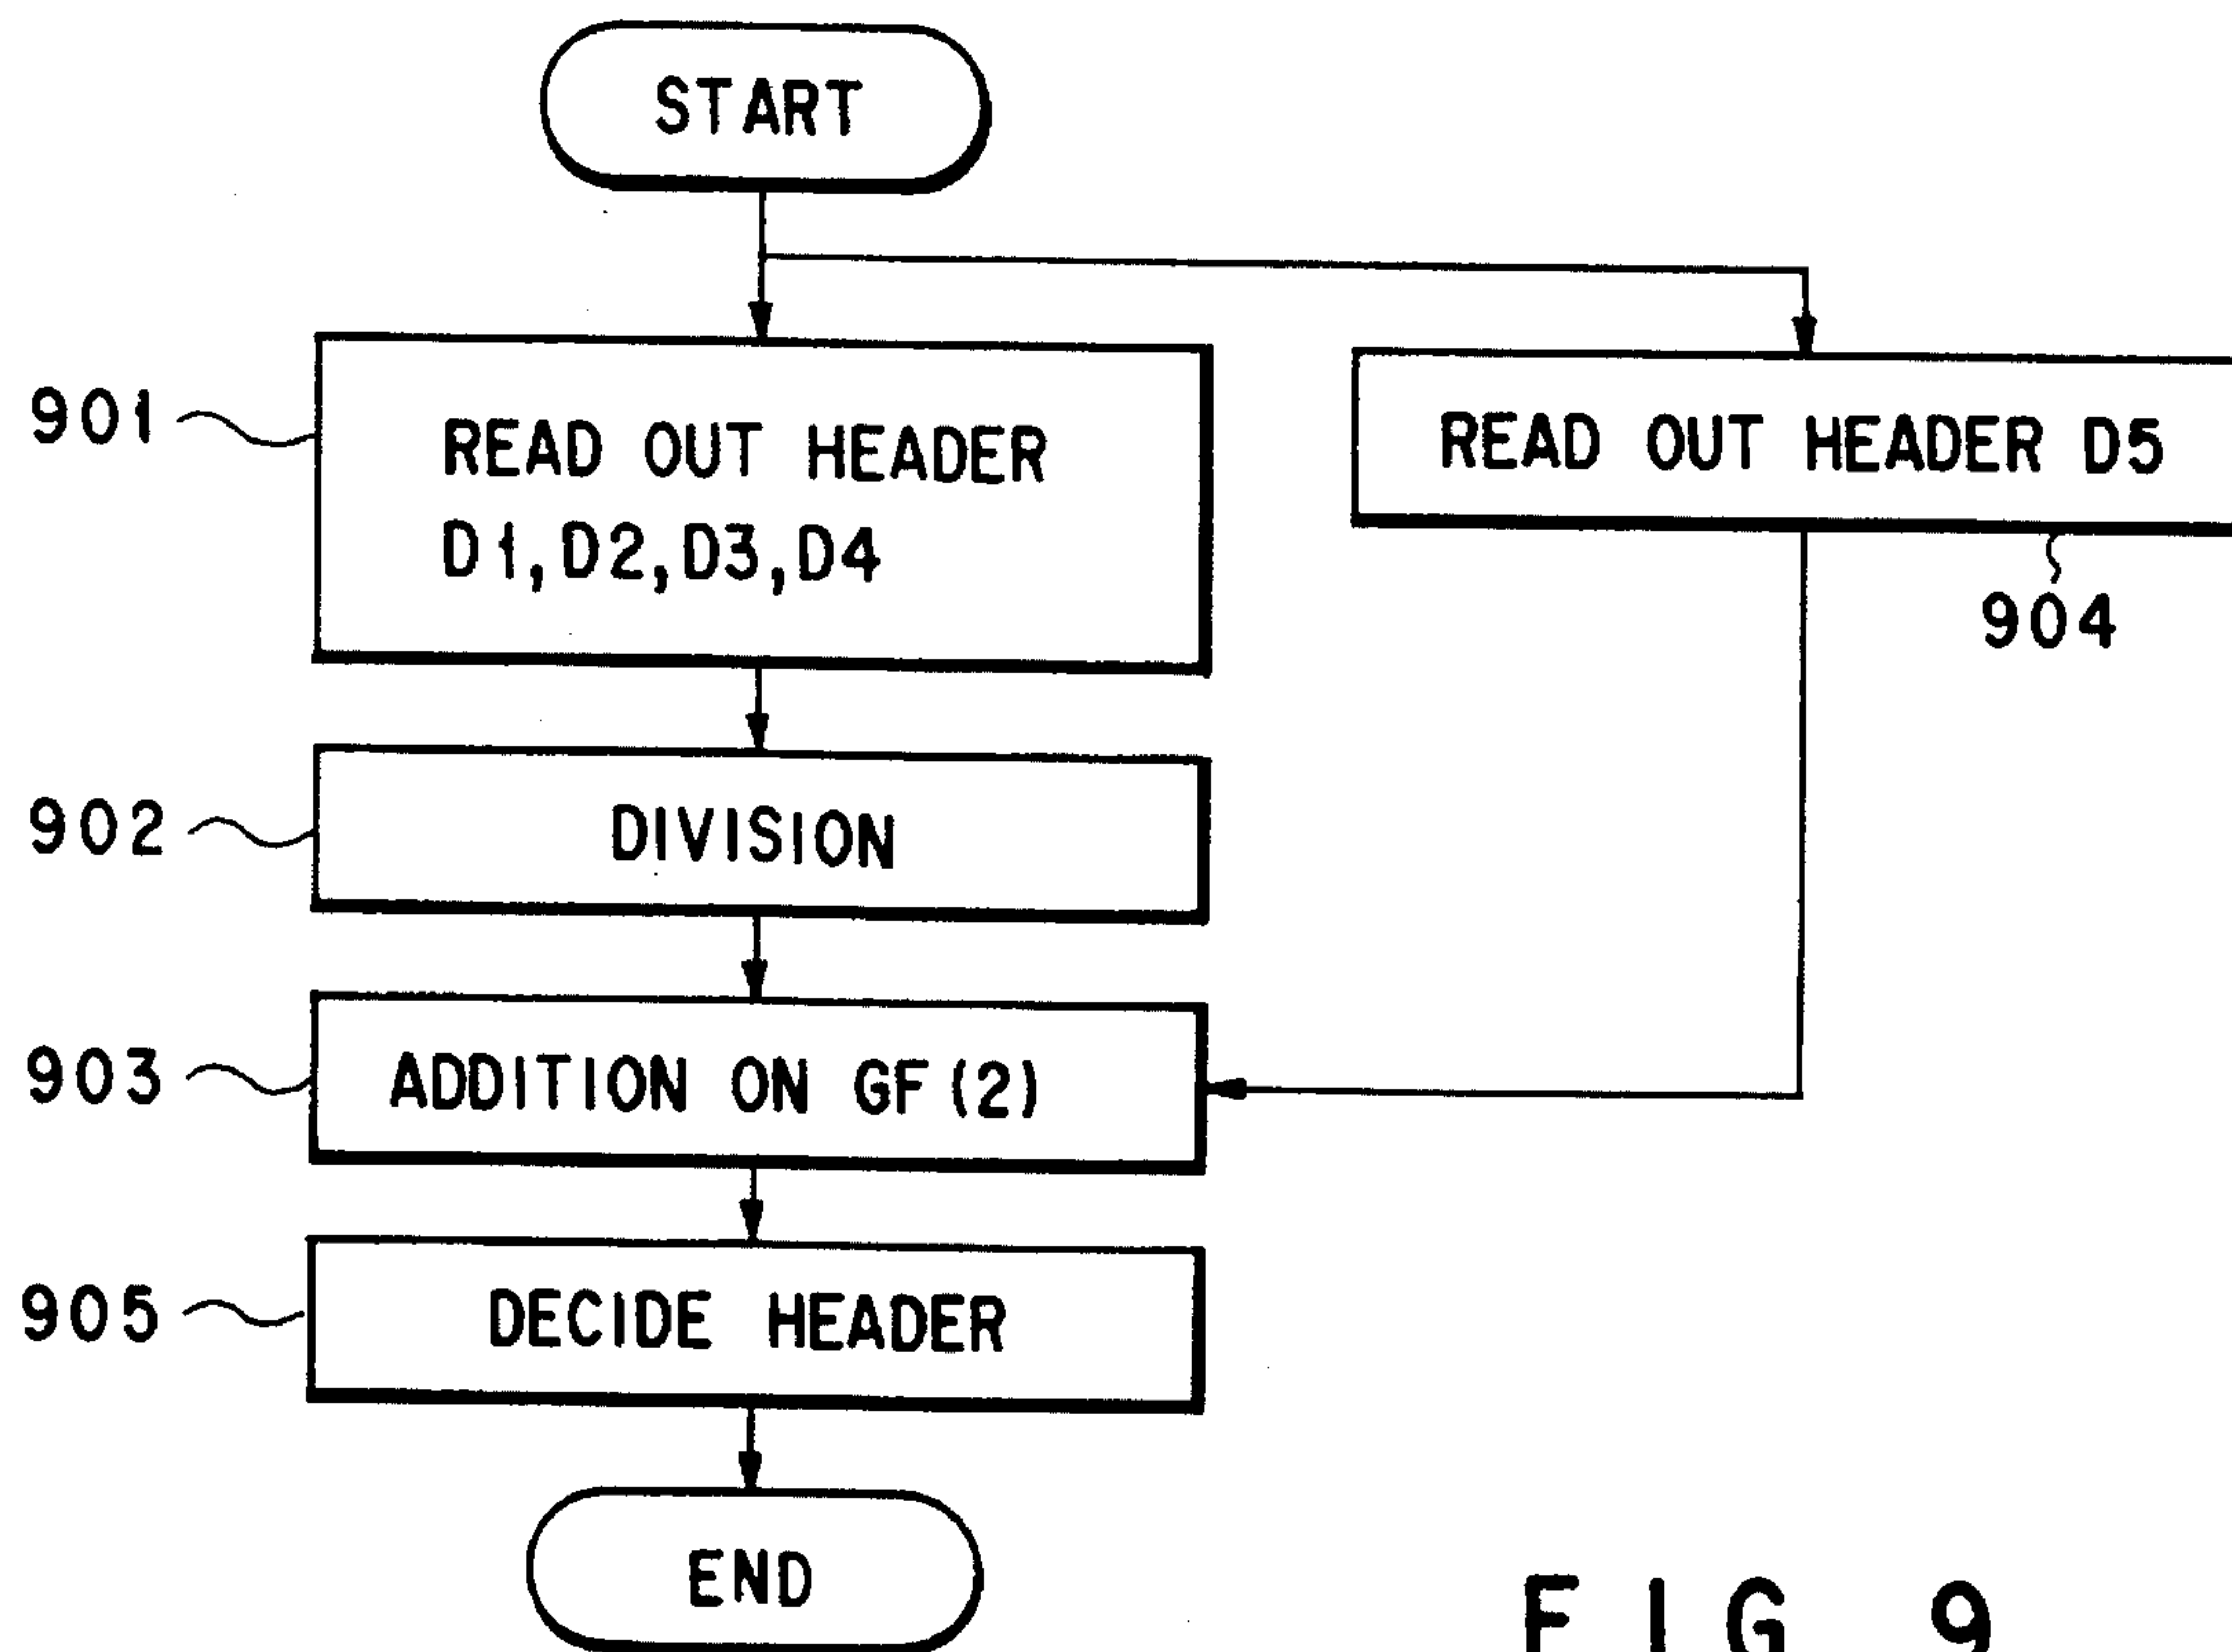 START
901
READ OUT HEADER
D1,D2,D3,D4
READ OUT HEADER D5
904
902
DIVISION
903
ADDITION ON GF(2)
905
DECIDE HEADER
END
FIG 9